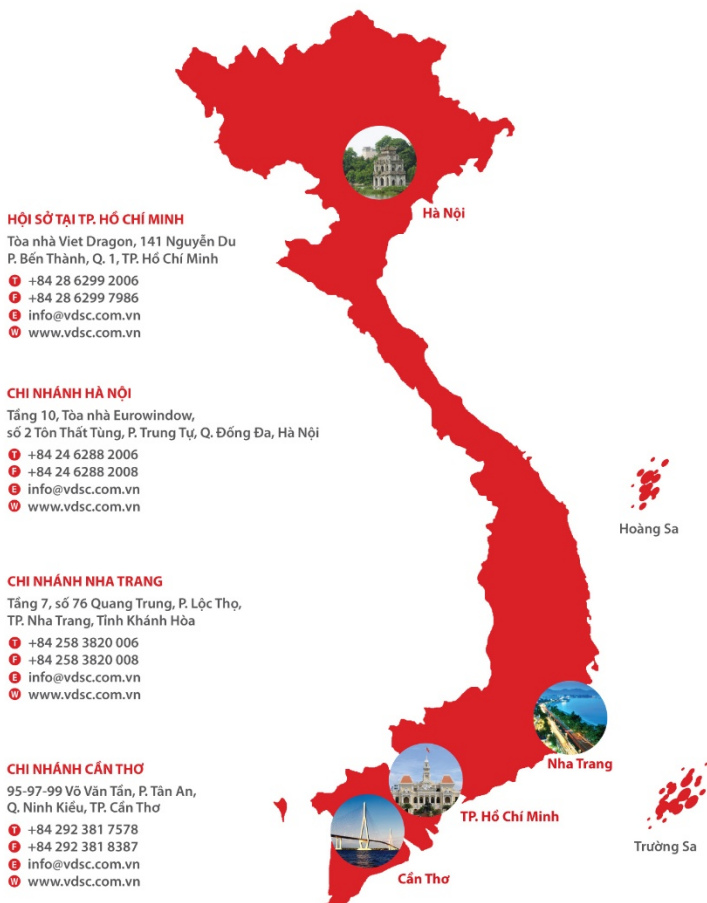 HỘI SỞ TẠI TP. HỒ CHÍ MINH
Tòa nhà Viet Dragon, 141 Nguyễn Du
P. Bến Thành, Q. 1, TP. Hồ Chí Minh
T +84 28 6299 2006
F +84 28 6299 7986
E info@vdsc.com.vn
W www.vdsc.com.vn
CHI NHÁNH HÀ NỘI
Tầng 10, Tòa nhà Eurowindow,
số 2 Tôn Thất Tùng, P. Trung Tự, Q. Đống Đa, Hà Nội
T +84 24 6288 2006
F +84 24 6288 2008
E info@vdsc.com.vn
W www.vdsc.com.vn
CHI NHÁNH NHA TRANG
Tầng 7, số 76 Quang Trung, P. Lộc Thọ,
TP. Nha Trang, Tỉnh Khánh Hòa
T +84 258 3820 006
F +84 258 3820 008
E info@vdsc.com.vn
W www.vdsc.com.vn
CHI NHÁNH CẦN THƠ
95-97-99 Võ Văn Tần, P. Tân An,
Q. Ninh Kiều, TP. Cần Thơ
T +84 292 381 7578
F +84 292 381 8387
E info@vdsc.com.vn
W www.vdsc.com.vn
Hà Nội
Hoàng Sa
Nha Trang
TP. Hồ Chí Minh
Trường Sa
Cần Thơ